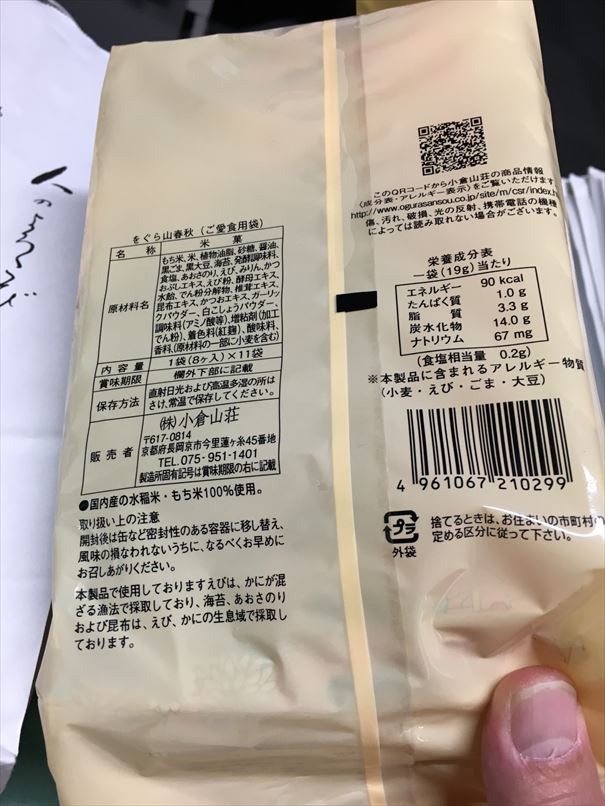 をぐら山春秋(ご愛食用袋)
名 称 米 菓
原材料名
もち米、米、植物油脂、砂糖、醤油、
黒ごま、黒大豆、海苔、発酵調味料、
食塩、あおさのり、えび、みりん、かつ
おぶしエキス、えび粉、酵母エキス、
水飴、でん粉分解物、椎茸エキス、
昆布エキス、かつおエキス、ガーリッ
クパウダー、白こしょうパウダー、
調味料(アミノ酸等)、増粘剤(加工
でん粉)、着色料(紅麹)、酸味料、
香料、(原材料の一部に小麦を含む)
内 容 量 1袋(8ヶ入)×11袋
賞味期限 欄外下部に記載
保存方法 直射日光および高温多湿の所は
さけ、常温で保存してください。
販 売 者
㈱小倉山荘
〒617-0814
京都府長岡京市今里蓮ヶ糸45番地
TEL.075-951-1401
製造所固有記号は賞味期限の右に記載
●国内産の水稲米・もち米100%使用。
取り扱い上の注意
開封後は缶など密封性のある容器に移し替え、
風味の損なわれないうちに、なるべくお早めに
お召しあがりください。
本製品で使用しておりますえびは、かにが混
ざる漁法で採取しており、海苔、あおさのり
および昆布は、えび、かにの生息域で採取し
ております。
このQRコードから小倉山荘の商品情報
(成分表・アレルギー表示)をご覧いただけます
http://www.ogurasansou.co.jp/site/m/csr/index.h
傷、汚れ、破損、光の反射、携帯電話の機種
によっては読み取れない場合がございます。
栄養成分表
一袋(19g)当たり
エネルギー 90 kcal
たんぱく質 1.0 g
脂 質 3.3 g
炭水化物 14.0 g
ナトリウム 67 mg
(食塩相当量 0.2g)
※本製品に含まれるアレルギー物質
(小麦・えび・ごま・大豆)
4 961067 210299
プラ
外袋
捨てるときは、お住まいの市町村の
定める区分に従って下さい。